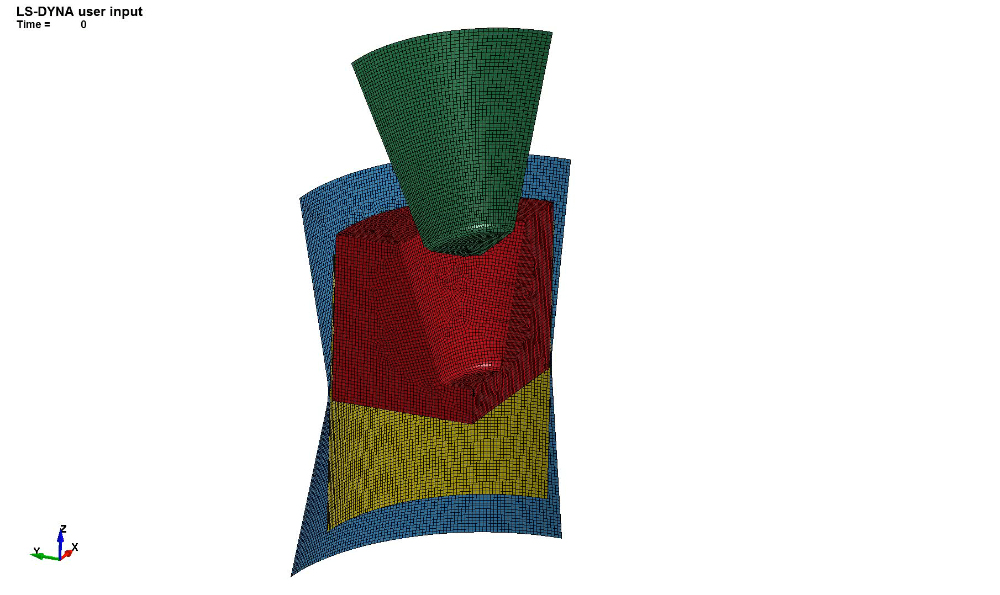 LS-DYNA user input
Time = 0
Z
Y X